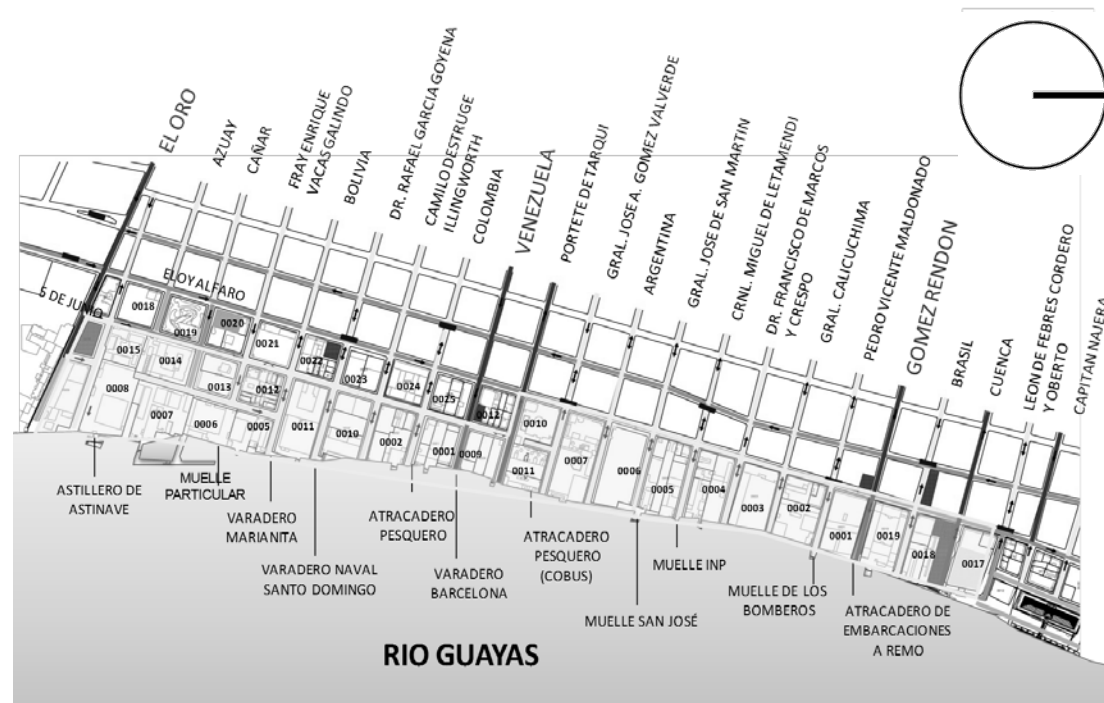 EL ORO
AZUAY
CAÑAR
FRAY ENRIQUE
VACAS GALINDO
BOLIVIA
DR. RAFAEL GARCIA GOYENA
CAMILO DESTRUGE
ILLINGWORTH
COLOMBIA
VENEZUELA
PORTETE DE TARQUI
GRAL. JOSE A. GOMEZ VALVERDE
ARGENTINA
GRAL. JOSE DE SAN MARTIN
CRNL. MIGUEL DE LETAMENDI
DR. FRANCISCO DE MARCOS
Y CRESPO
GRAL. CALICUCHIMA
PEDRO VICENTE MALDONADO
GOMEZ RENDON
BRASIL
CUENCA
LEON DE FEBRES CORDERO
Y OBERTO
CAPITAN NAJERA
ELOY ALFARO
5 DE JUNIO
0018
0019
0020
0021
0022
0023
0024
0025
0012
0010
0015
0014
0013
0012
0008
0007
0006
0005
0011
0010
0002
0001
0009
0011
0007
0006
0005
0004
0003
0002
0001
0019
0018
0017
ASTILLERO DE
ASTINAVE
MUELLE
PARTICULAR
VARADERO
MARIANITA
VARADERO NAVAL
SANTO DOMINGO
ATRACADERO
PESQUERO
VARADERO
BARCELONA
ATRACADERO
PESQUERO
(COBUS)
MUELLE SAN JOSÉ
MUELLE INP
MUELLE DE LOS
BOMBEROS
ATRACADERO DE
EMBARCACIONES
A REMO
RIO GUAYAS